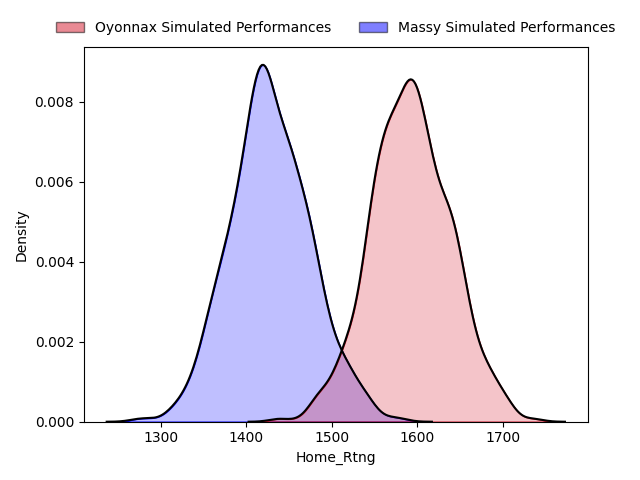 Oyonnax Simulated Performances Massy Simulated Performances
0.008
0.006
0.004
0.002
0.000
Density
1300 1400 1500 1600 1700
Home_Rtng